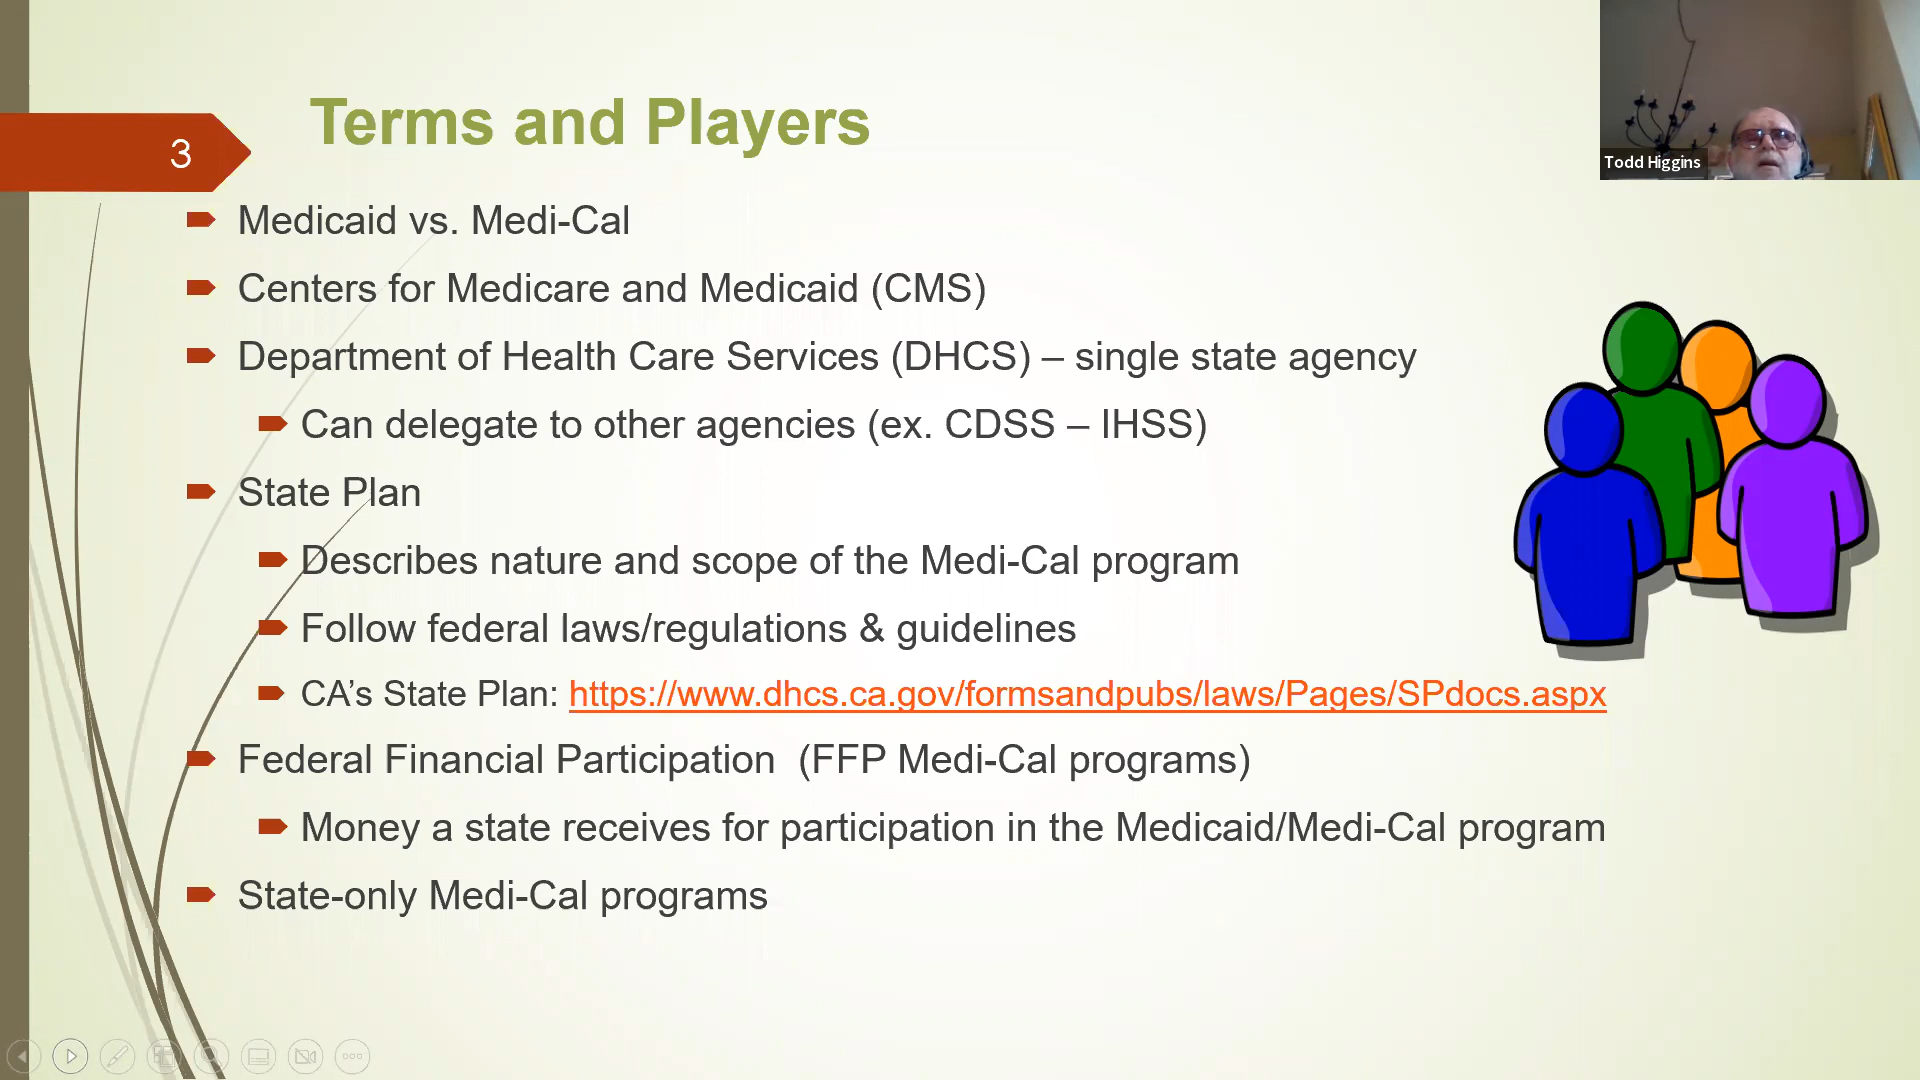 3
Terms and Players
Todd Higgins
Medicaid vs. Medi-Cal
Centers for Medicare and Medicaid (CMS)
Department of Health Care Services (DHCS) – single state agency
Can delegate to other agencies (ex. CDSS – IHSS)
State Plan
Describes nature and scope of the Medi-Cal program
Follow federal laws/regulations & guidelines
CA’s State Plan: https://www.dhcs.ca.gov/formsandpubs/laws/Pages/SPdocs.aspx
Federal Financial Participation  (FFP Medi-Cal programs)
Money a state receives for participation in the Medicaid/Medi-Cal program
State-only Medi-Cal programs